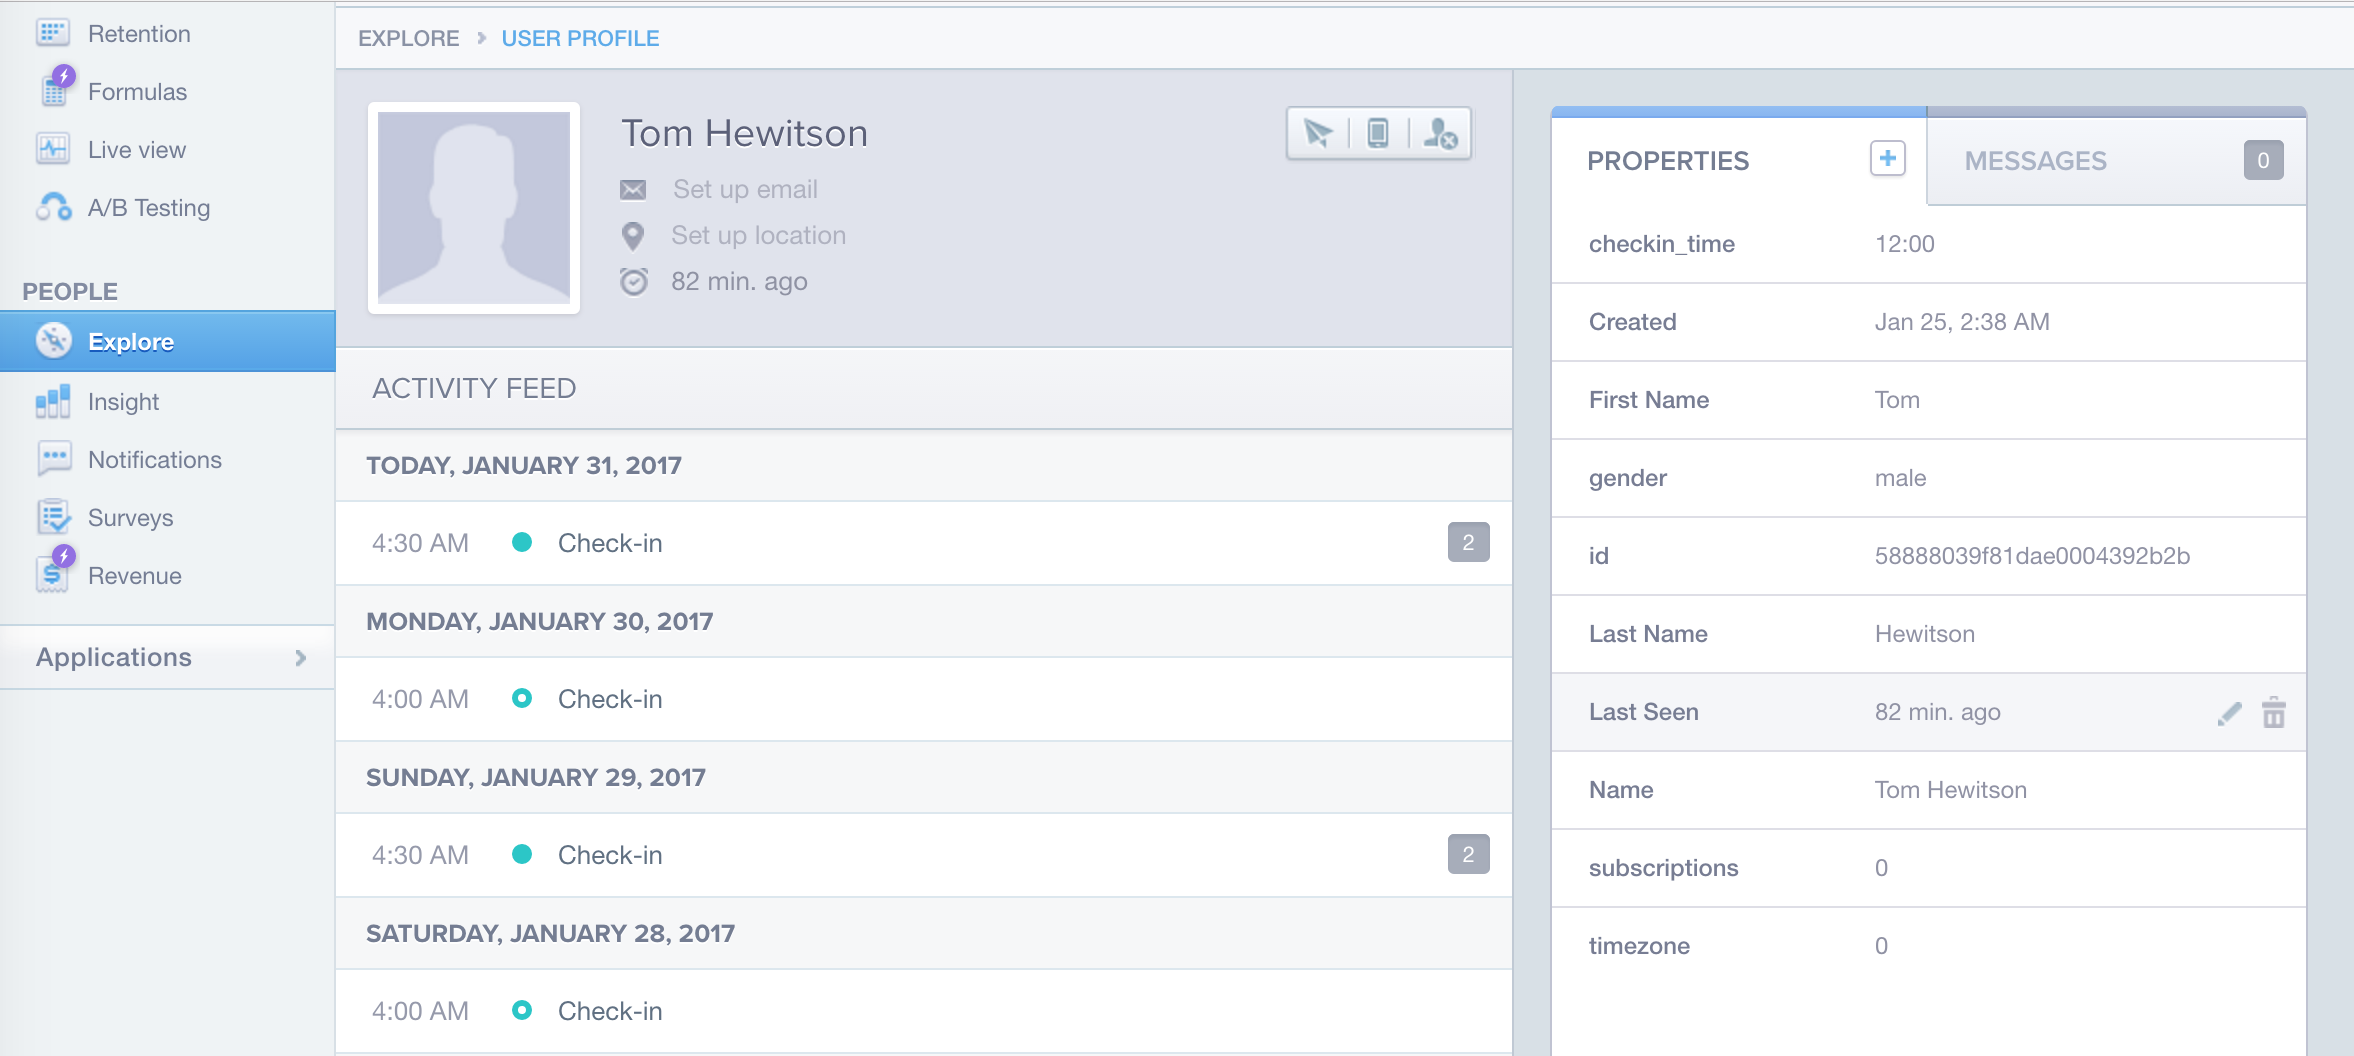 Retention
Formulas
Live view
A/B Testing
PEOPLE
Explore
Insight
Notifications
Surveys
Revenue
Applications
EXPLORE USER PROFILE
Tom Hewitson
Set up email
Set up location
82 min. ago
ACTIVITY FEED
TODAY, JANUARY 31, 2017
4:30 AM Check-in 2
MONDAY, JANUARY 30, 2017
4:00 AM Check-in
SUNDAY, JANUARY 29, 2017
4:30 AM Check-in 2
SATURDAY, JANUARY 28, 2017
4:00 AM Check-in
PROPERTIES MESSAGES 0
checkin_time 12:00
Created Jan 25, 2:38 AM
First Name Tom
gender male
id 58888039f81dae0004392b2b
Last Name Hewitson
Last Seen 82 min. ago
Name Tom Hewitson
subscriptions 0
timezone 0